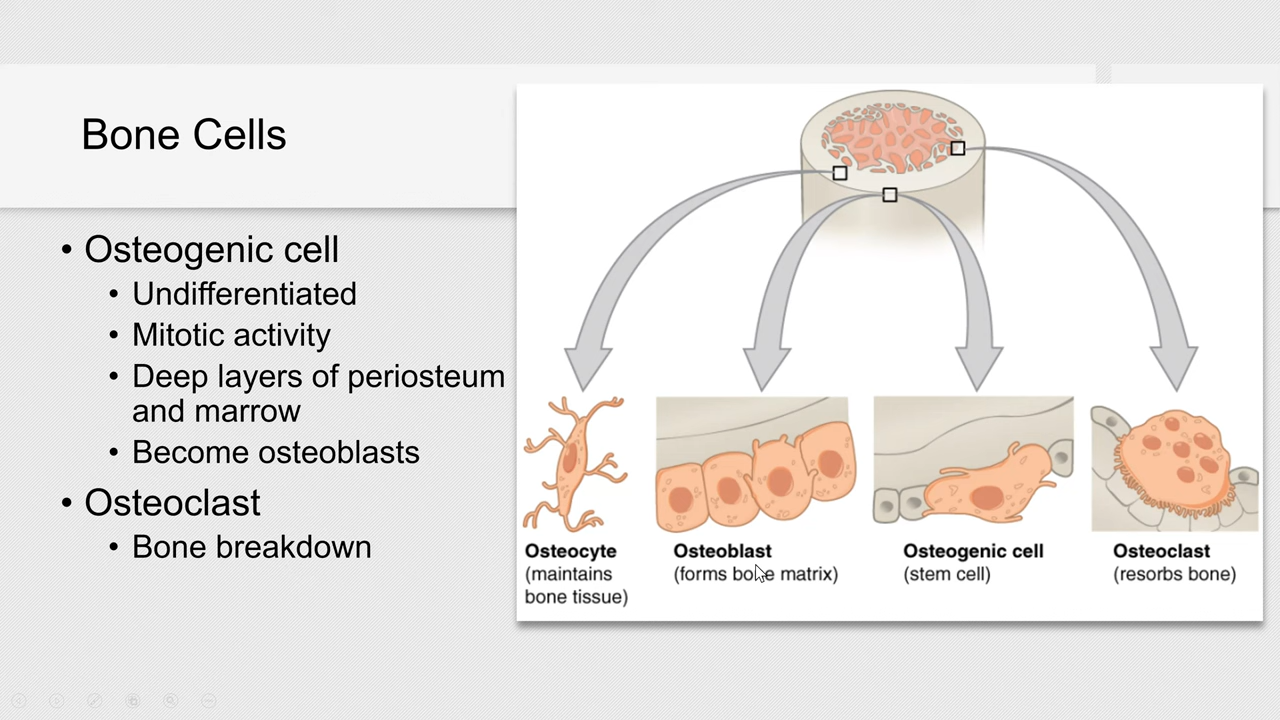 Bone Cells
• Osteogenic cell
• Undifferentiated
• Mitotic activity
• Deep layers of periosteum
and marrow
• Become osteoblasts
• Osteoclast
• Bone breakdown
Osteocyte
(maintains
bone tissue)
Osteoblast
(forms bone matrix)
Osteogenic cell
(stem cell)
Osteoclast
(resorbs bone)